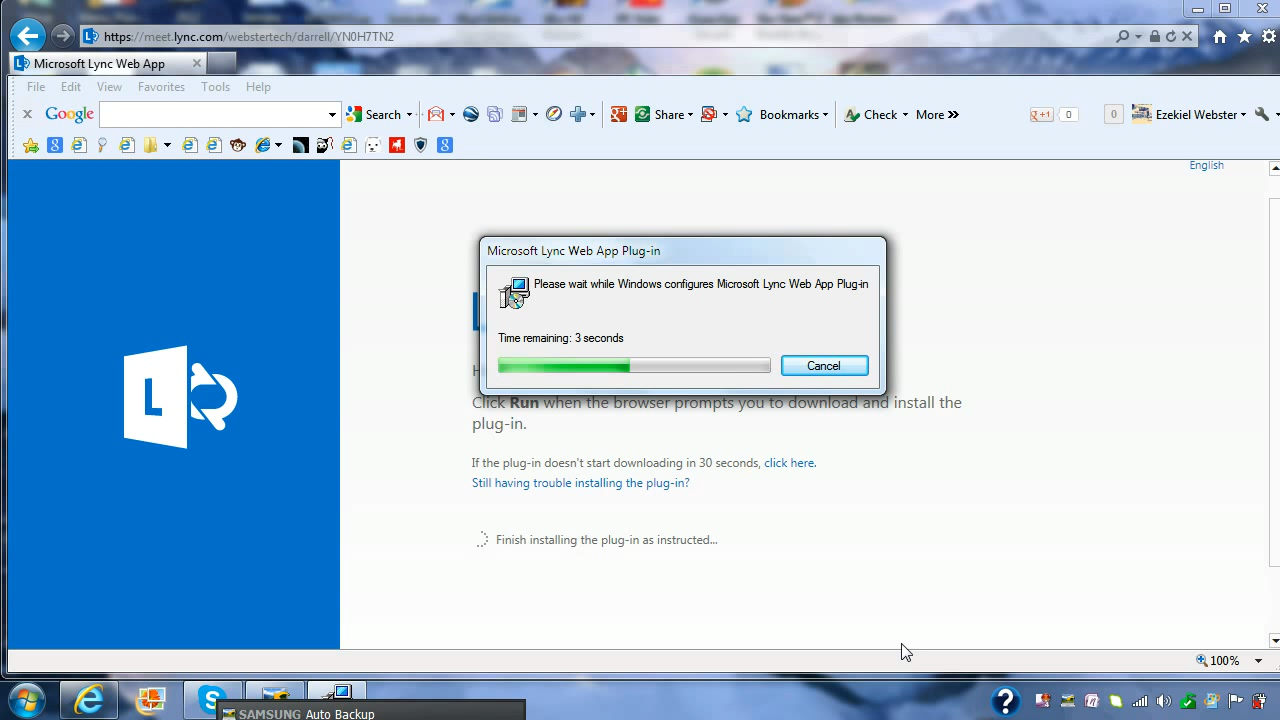 https://meet.lync.com/webstertech/darrell/YN0H7TN2
Microsoft Lync Web App
File Edit View Favorites Tools Help
Google Search Share Bookmarks Check More »
+1 0 0 Ezekiel Webster
English
Microsoft Lync Web App Plug-in
Please wait while Windows configures Microsoft Lync Web App Plug-in
Time remaining: 3 seconds
Cancel
Click Run when the browser prompts you to download and install the
plug-in.
If the plug-in doesn't start downloading in 30 seconds, click here.
Still having trouble installing the plug-in?
Finish installing the plug-in as instructed...
100%
SAMSUNG Auto Backup